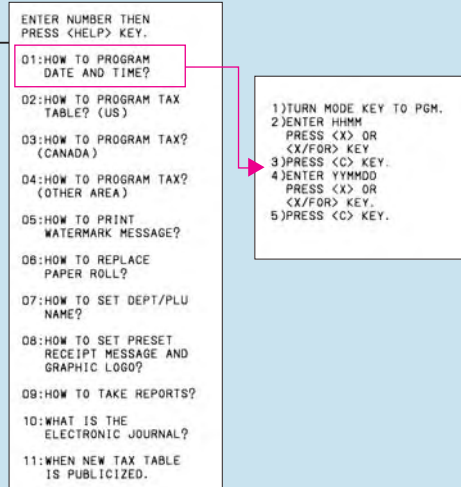 ENTER NUMBER THEN
PRESS <HELP> KEY.
01:HOW TO PROGRAM
DATE AND TIME?
02:HOW TO PROGRAM TAX
TABLE? (US)
03:HOW TO PROGRAM TAX?
(CANADA)
04:HOW TO PROGRAM TAX?
(OTHER AREA)
05:HOW TO PRINT
WATERMARK MESSAGE?
06:HOW TO REPLACE
PAPER ROLL?
07:HOW TO SET DEPT/PLU
NAME?
08:HOW TO SET PRESET
RECEIPT MESSAGE AND
GRAPHIC LOGO?
09:HOW TO TAKE REPORTS?
10:WHAT IS THE
ELECTRONIC JOURNAL?
11:WHEN NEW TAX TABLE
IS PUBLICIZED.
1)TURN MODE KEY TO PGM.
2)ENTER HHMM
PRESS <X> OR
<X/FOR> KEY
3)PRESS <C> KEY.
4)ENTER YYMMDD
PRESS <X> OR
<X/FOR> KEY.
5)PRESS <C> KEY.